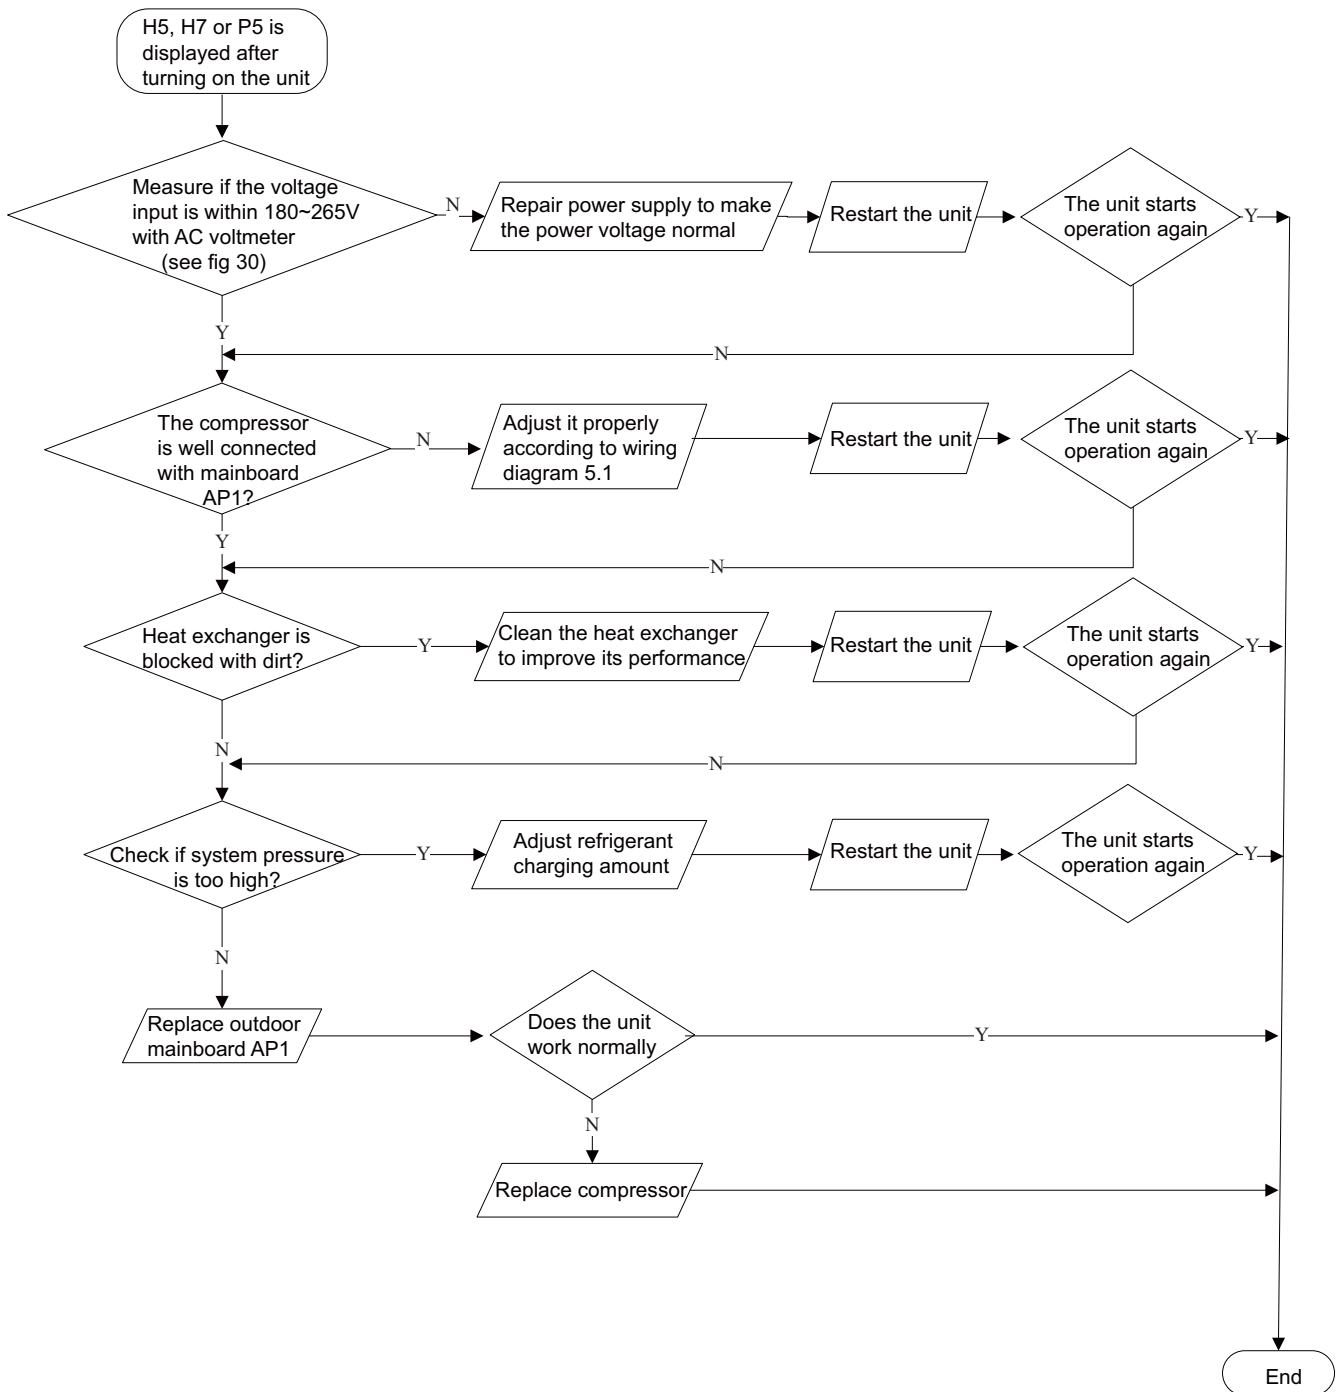 H5, H7 or P5 is
displayed after
turning on the unit
Measure if the voltage
input is within 180~265V
with AC voltmeter
(see fig 30)
N
Repair power supply to make
the power voltage normal
Restart the unit
The unit starts
operation again
Y
Y
N
The compressor
is well connected
with mainboard
AP1?
N
Adjust it properly
according to wiring
diagram 5.1
Restart the unit
The unit starts
operation again
Y
Y
N
Heat exchanger is
blocked with dirt?
Y
Clean the heat exchanger
to improve its performance
Restart the unit
The unit starts
operation again
Y
N
N
Check if system pressure
is too high?
Y
Adjust refrigerant
charging amount
Restart the unit
The unit starts
operation again
Y
N
Replace outdoor
mainboard AP1
Does the unit
work normally
Y
N
Replace compressor
End